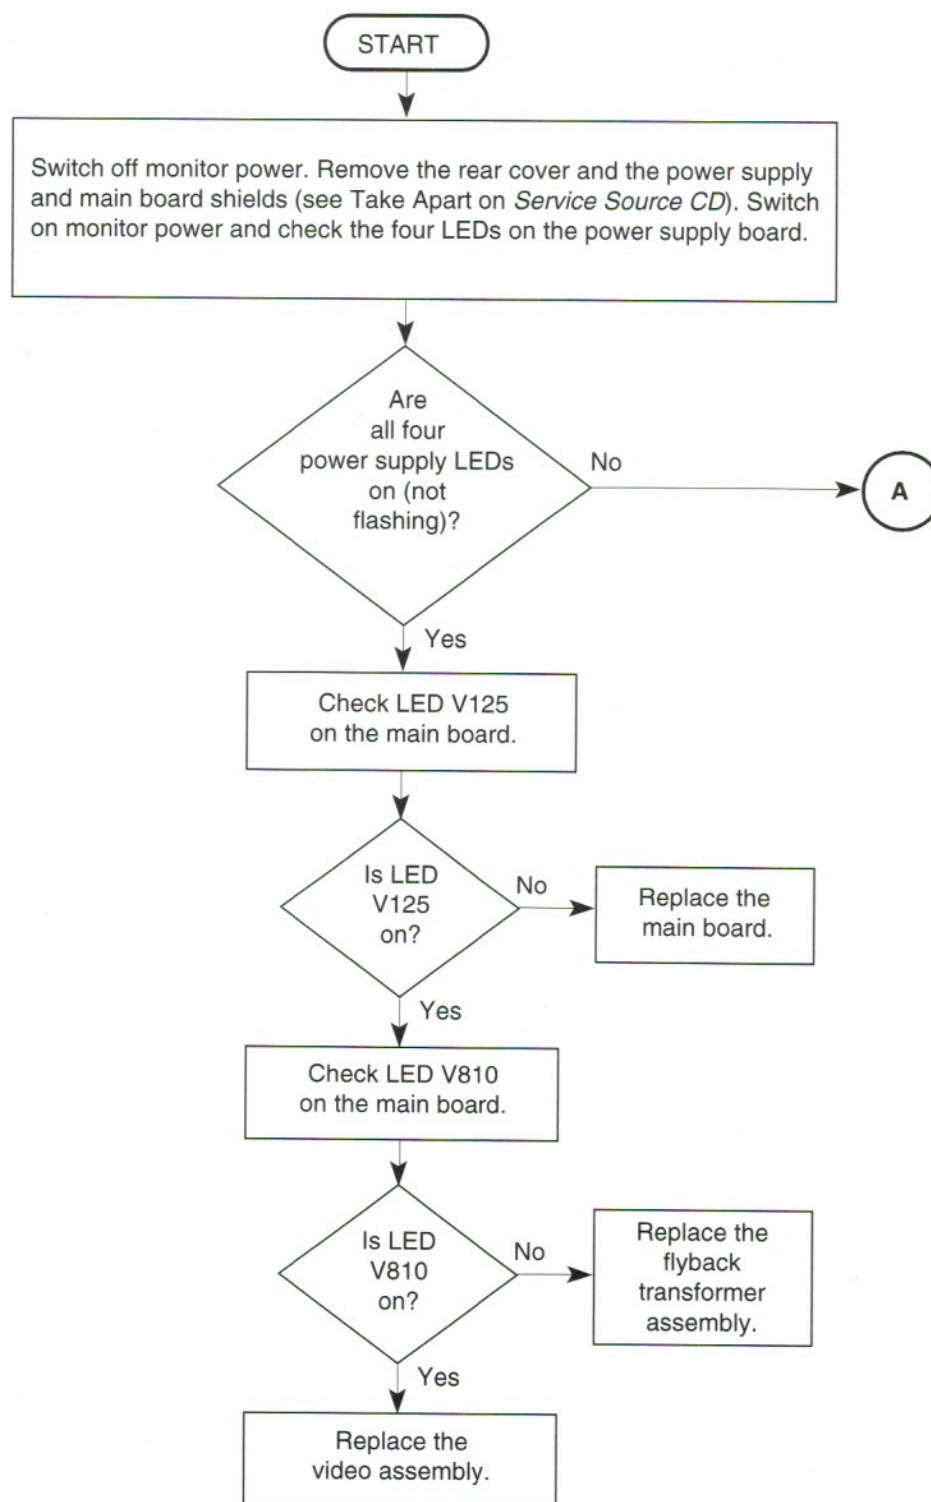 START
Switch off monitor power. Remove the rear cover and the power supply
and main board shields (see Take Apart on Service Source CD). Switch
on monitor power and check the four LEDs on the power supply board.
Are
all four
power supply LEDs
on (not
flashing)?
No
A
Yes
Check LED V125
on the main board.
Is LED
V125
on?
No
Replace the
main board.
Yes
Check LED V810
on the main board.
Is LED
V810
on?
No
Replace the
flyback
transformer
assembly.
Yes
Replace the
video assembly.